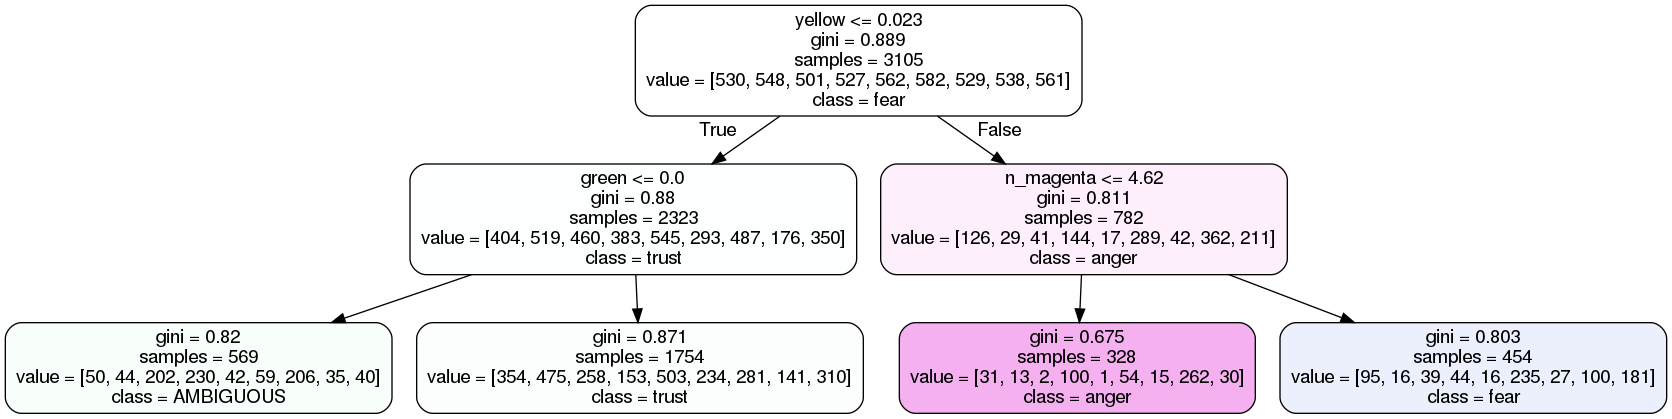 yellow <= 0.023
gini = 0.889
samples = 3105
value = [530, 548, 501, 527, 562, 582, 529, 538, 561]
class = fear
True
False
green <= 0.0
gini = 0.88
samples = 2323
value = [404, 519, 460, 383, 545, 293, 487, 176, 350]
class = trust
n_magenta <= 4.62
gini = 0.811
samples = 782
value = [126, 29, 41, 144, 17, 289, 42, 362, 211]
class = anger
gini = 0.82
samples = 569
value = [50, 44, 202, 230, 42, 59, 206, 35, 40]
class = AMBIGUOUS
gini = 0.871
samples = 1754
value = [354, 475, 258, 153, 503, 234, 281, 141, 310]
class = trust
gini = 0.675
samples = 328
value = [31, 13, 2, 100, 1, 54, 15, 262, 30]
class = anger
gini = 0.803
samples = 454
value = [95, 16, 39, 44, 16, 235, 27, 100, 181]
class = fear